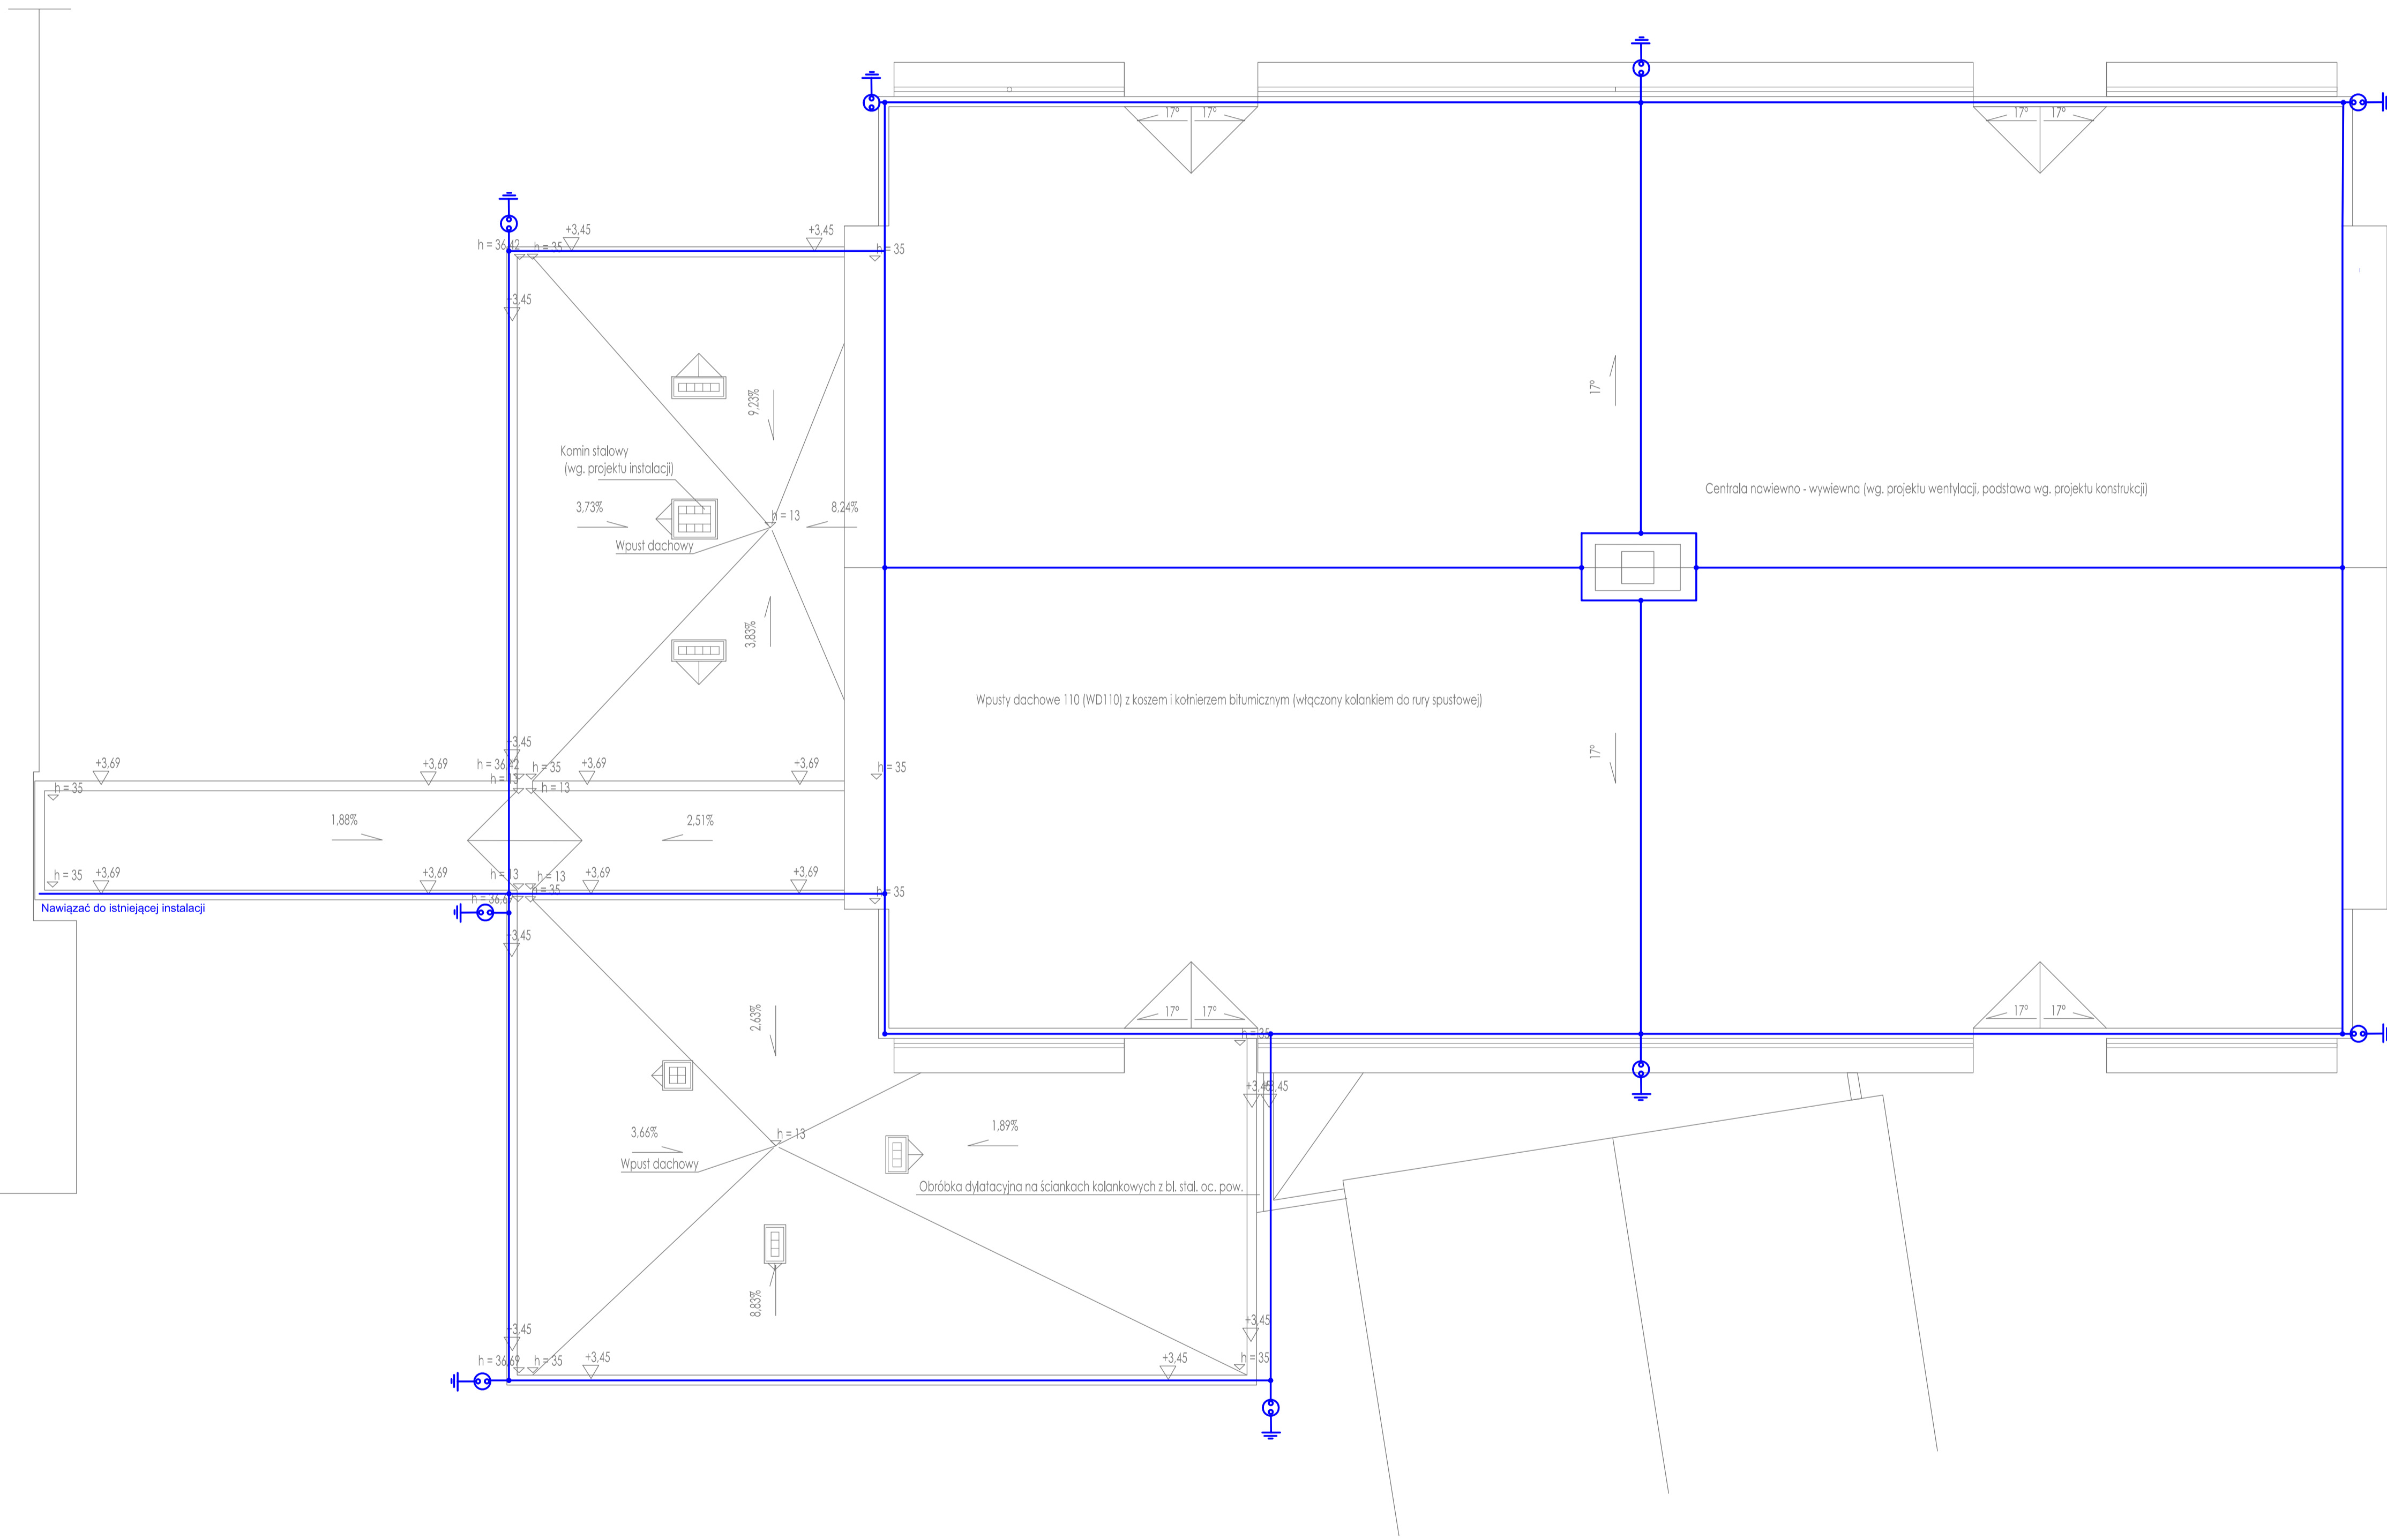 17° 17°
17° 17°
+3,45
+3,45
h = 36,42
h = 35
h = 35
+3,45
9,23%
17°
Komin stalowy
(wg. projektu instalacji)
Centrala nawiewno - wywiewna (wg. projektu wentylacji, podstawa wg. projektu konstrukcji)
3,73%
h = 13
8,24%
Wpust dachowy
3,83%
Wpusty dachowe 110 (WD110) z koszem i kołnierzem bitumicznym (włączony kolankiem do rury spustowej)
17°
+3,45
+3,69
+3,69
h = 36,42
h = 35
+3,69
+3,69
h = 35
h = 13
h = 35
h = 13
1,88%
2,51%
h = 35
+3,69
+3,69
h = 13
h = 13
+3,69
+3,69
h = 35
h = 35
Nawiązać do istniejącej instalacji
+3,45
2,63%
17° 17°
17° 17°
h = 35
+3,45
3,66%
h = 13
1,89%
Wpust dachowy
Obróbka dylatacyjna na ściankach kolankowych z bl. stal. oc. pow.
8,83%
+3,45
+3,45
h = 36,69
h = 35
+3,45
+3,45
h = 35